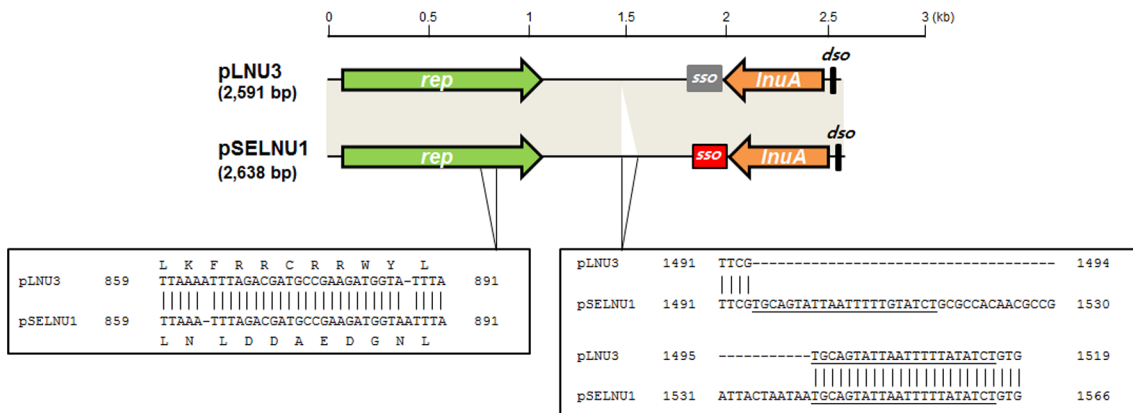 0 0.5 1 1.5 2 2.5 3 (kb)
pLNU3
(2,591 bp)
rep sso lnuA dso
pSELNU1
(2,638 bp)
rep sso lnuA dso
L K F R R C R R W Y L
pLNU3 859 TTAAAATTTAGACGATGCCGAAGATGGTA-TTTA 891
pSELNU1 859 TTAAA-TTTAGACGATGCCGAAGATGGTAATTTA 891
L N L D D A E D G N L
pLNU3 1491 TTCG------------------------------------ 1494
pSELNU1 1491 TTCGTGCAGTATTAATTTTTGTATCTGCGCCACAACGCCG 1530
pLNU3 1495 -----------TGCAGTATTAATTTTTATATCTGTG 1519
pSELNU1 1531 ATTACTAATAATGCAGTATTAATTTTTATATCTGTG 1566